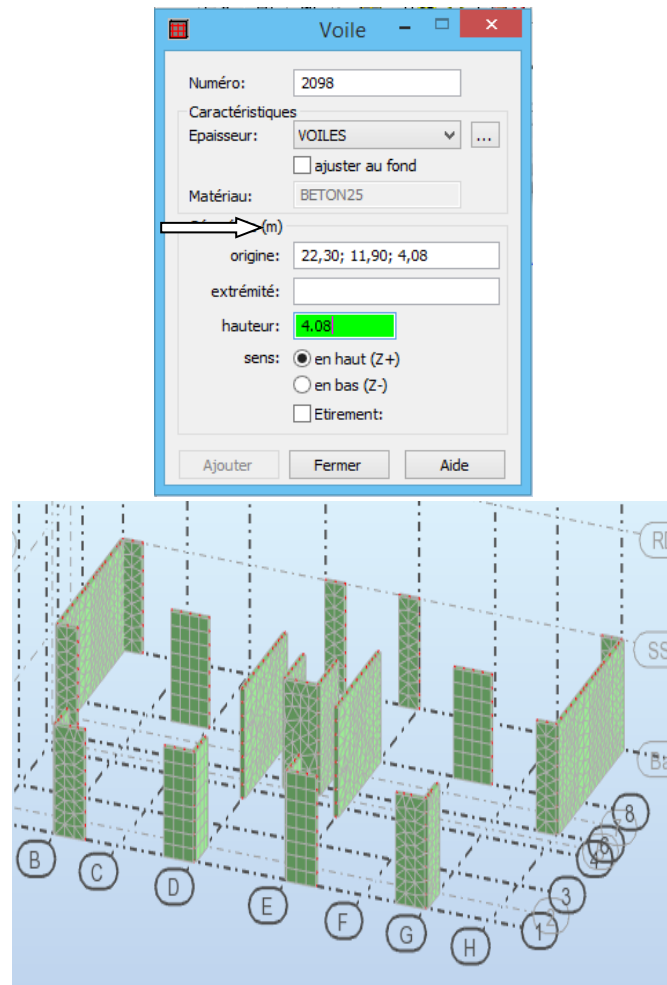 Voile
Numéro: 2098
Caractéristiques
Epaisseur: VOILES ...
ajuster au fond
Matériau: BETON25
(m)
origine: 22,30; 11,90; 4,08
extrémité:
hauteur: 4.08
sens: en haut (Z+)
en bas (Z-)
Etirement:
Ajouter Fermer Aide
RD
SS
Ba
B C D E F G H
1 2 3 4 6 8